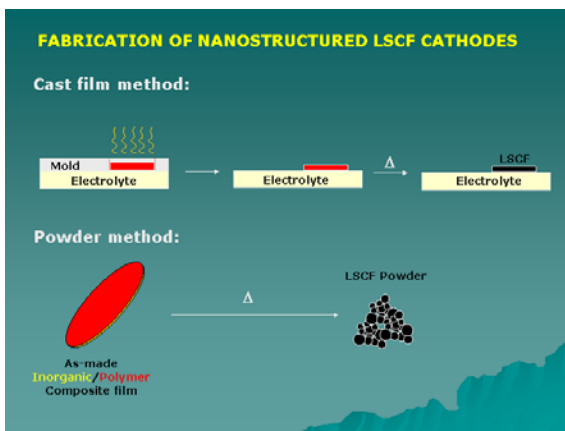 FABRICATION OF NANOSTRUCTURED LSCF CATHODES
Cast film method:
Mold
Electrolyte
Electrolyte
Δ
LSCF
Electrolyte
Powder method:
Δ
LSCF Powder
As-made
Inorganic/Polymer
Composite film